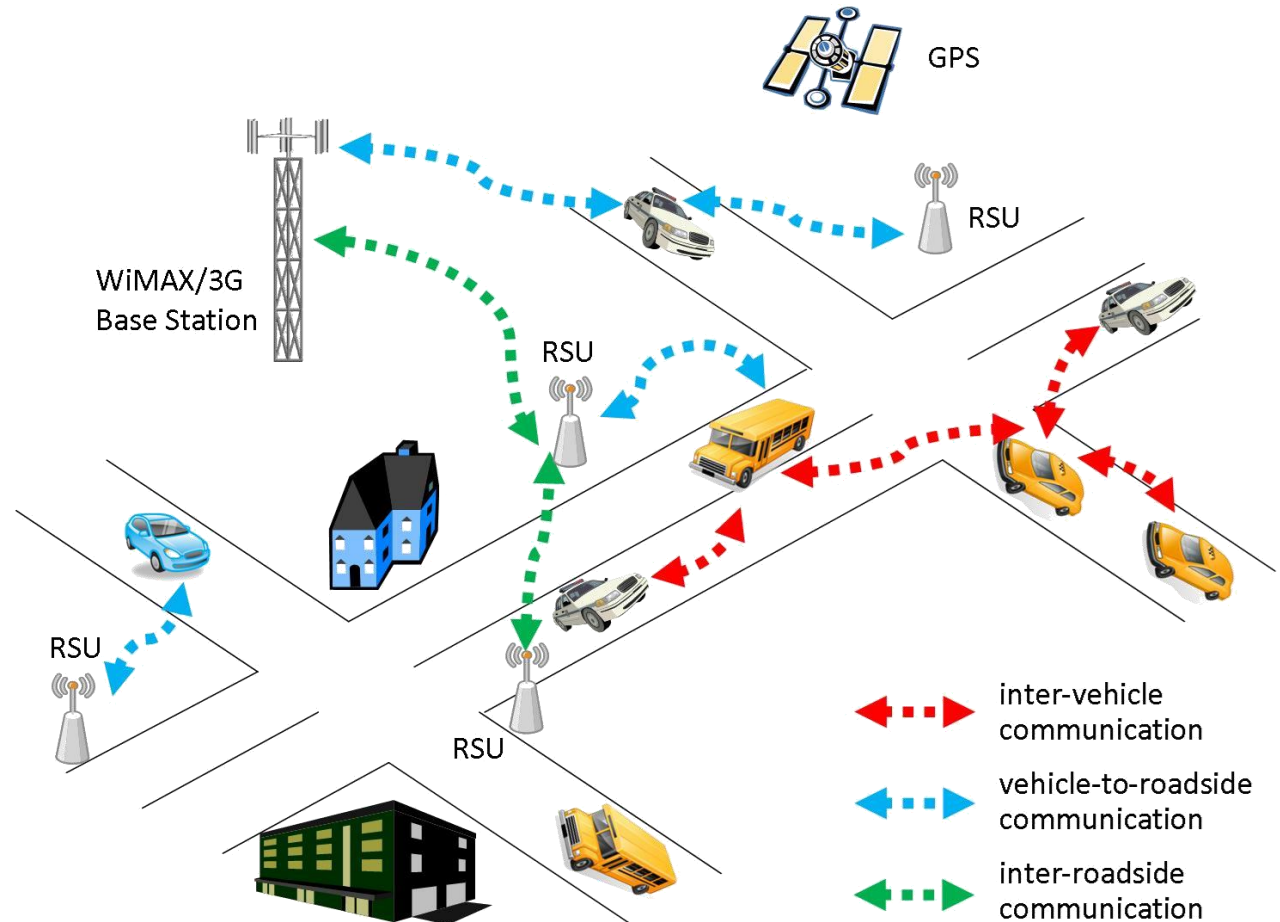 GPS
RSU
WiMAX/3G
Base Station
RSU
RSU
RSU
inter-vehicle
communication
vehicle-to-roadside
communication
inter-roadside
communication